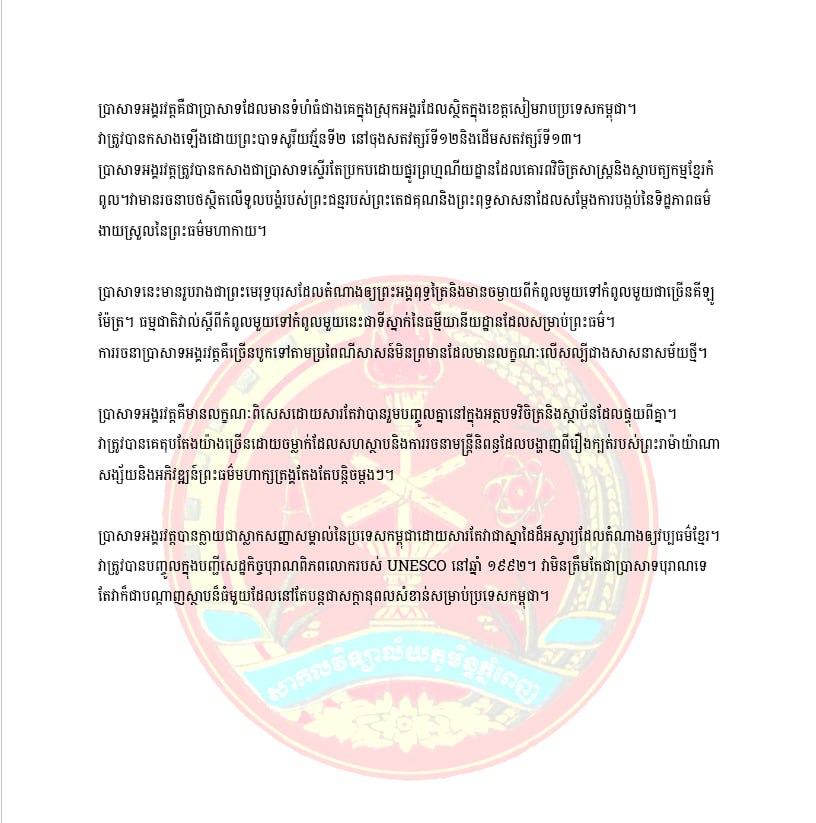 ប្រាសាទអង្គរវត្តគឺជាប្រាសាទដែលមានទំហំធំជាងគេក្នុងស្រុកអង្គរដែលស្ថិតក្នុងខេត្តសៀមរាបប្រទេសកម្ពុជា។
វាត្រូវបានកសាងឡើងដោយព្រះបាទសូរីយវរ្ម័នទី២ នៅចុងសតវត្សរ៍ទី១២និងដើមសតវត្សរ៍ទី១៣។
ប្រាសាទអង្គរវត្តត្រូវបានកសាងជាប្រាសាទស្ទើរតែប្រកបដោយផ្នូរព្រហ្មណីយដ្ឋានដែលគោរពវិចិត្រសាស្ត្រនិងស្ថាបត្យកម្មខ្មែរកំ
ពូល។វាមានរចនាបថស្ថិតលើទូលបង្គំរបស់ព្រះជន្មរបស់ព្រះតេជគុណនិងព្រះពុទ្ធសាសនាដែលសម្តែងការបង្កប់នៃទិដ្ឋភាពធម៌
ងាយស្រួលនៃព្រះធម៌មហាកាយ។
ប្រាសាទនេះមានរូបរាងជាព្រះមេរុទ្ធបុរសដែលតំណាងឲ្យព្រះអង្គពុទ្ធត្រៃនិងមានចម្ងាយពីកំពូលមួយទៅកំពូលមួយជាច្រើនគីឡូ
ម៉ែត្រ។ ធម្មជាតិវាល់ស្តីពីកំពូលមួយទៅកំពូលមួយនេះជាទីស្នាក់នៃធម្មីយានីយដ្ឋានដែលសម្រាប់ព្រះធម៌។
ការរចនាប្រាសាទអង្គរវត្តគឺច្រើនបូកទៅតាមប្រពៃណីសាសន៍មិនព្រមានដែលមានលក្ខណៈលើសល្បីជាងសាសនាសម័យថ្មី។
ប្រាសាទអង្គរវត្តគឺមានលក្ខណៈពិសេសដោយសារតែវាបានរួមបញ្ចូលគ្នានៅក្នុងអត្ថបទវិចិត្រនិងស្ថាប័នដែលផ្ទុយពីគ្នា។
វាត្រូវបានគេតុបតែងយ៉ាងច្រើនដោយចម្លាក់ដែលសហស្ថាបនិងការរចនាមន្ត្រីនិពន្ធដែលបង្ហាញពីរឿងក្បត់របស់ព្រះរាម៉ាយ៉ាណា
សង្ស័យនិងអភិវឌ្ឍន៍ព្រះធម៌មហាក្សត្រង្គតែងតែបន្តិចម្តងៗ។
ប្រាសាទអង្គរវត្តបានក្លាយជាស្លាកសញ្ញាសម្គាល់នៃប្រទេសកម្ពុជាដោយសារតែវាជាស្នាដៃដ៏អស្ចារ្យដែលតំណាងឲ្យវប្បធម៌ខ្មែរ។
វាត្រូវបានបញ្ចូលក្នុងបញ្ជីសេដ្ឋកិច្ចបុរាណពិភពលោករបស់ UNESCO នៅឆ្នាំ ១៩៩២។ វាមិនត្រឹមតែជាប្រាសាទបុរាណទេ
តែវាក៏ជាបណ្តាញស្ថាបនីធំមួយដែលនៅតែបន្តជាសក្តានុពលសំខាន់សម្រាប់ប្រទេសកម្ពុជា។
សាកលវិទ្យាល័យភូមិន្ទភ្នំពេញ